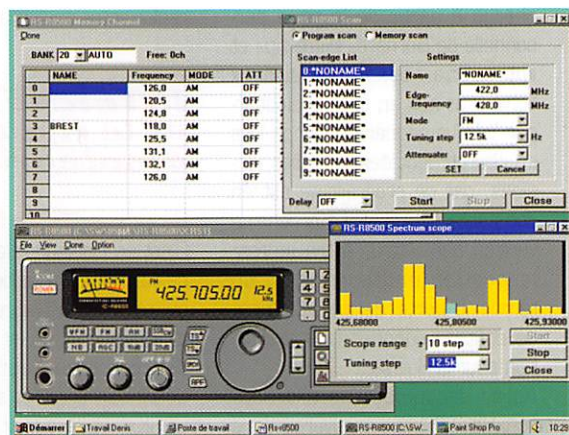 RS-R8500 Memory Channel
Clone
BANK 20 AUTO Free: 0ch
NAME Frequency MODE ATT
0 126,0 AM OFF
1 120,5 AM OFF
2 124,8 AM OFF
3 BREST 118,0 AM OFF
4 125,5 AM OFF
5 131,1 AM OFF
6 132,1 AM OFF
7 126,0 AM OFF
8
9
10
RS-R8500 Scan
Program scan Memory scan
Scan-edge List
0:*NONAME*
1:*NONAME*
2:*NONAME*
3:*NONAME*
4:*NONAME*
5:*NONAME*
6:*NONAME*
7:*NONAME*
8:*NONAME*
9:*NONAME*
Settings
Name *NONAME*
Edge-frequency 422,0 MHz
428,0 MHz
Mode FM
Tuning step 12.5k Hz
Attenuater OFF
SET Cancel
Delay OFF Start Stop Close
File View Clone Option
ICOM
POWER
FM
425.705.00 12.5 kHz
RS-R8500 Spectrum scope
425,68000 425,80500 425,93000
Scope range ± 10 step
Tuning step 12.5k
Start
Stop
Close
Démarrer Travail Denis Poste de travail Rs-r8500 RS-R8500 (C:\SW... Paint Shop Pro 10:29